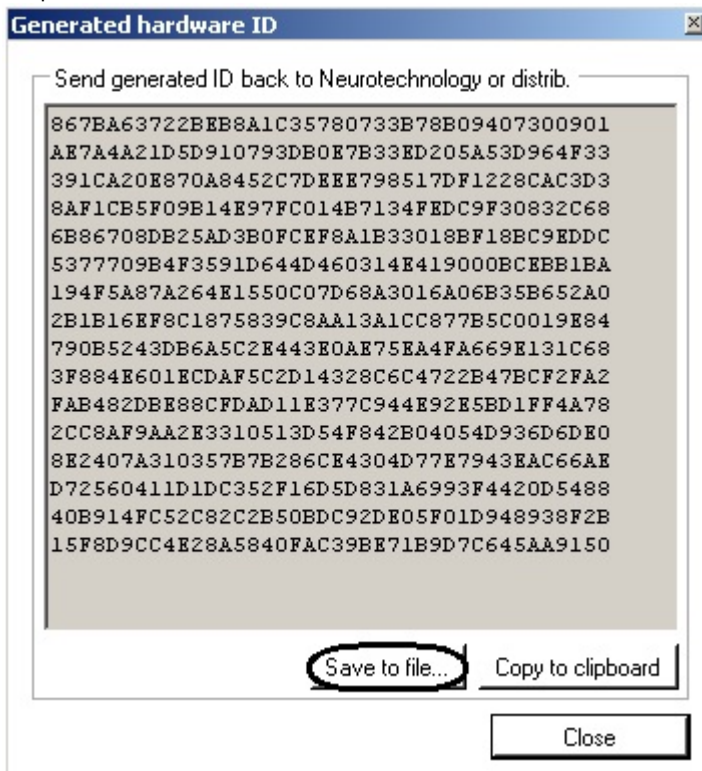 Generated hardware ID
Send generated ID back to Neurotechnology or distrib.
867BA63722BEB8A1C35780733B78B09407300901
AE7A4A21D5D910793DB0E7B33ED205A53D964F33
391CA20E870A8452C7DEEE798517DF1228CAC3D3
8AF1CB5F09B14E97FC014B7134FEDC9F30832C68
6B86708DB25AD3B0FCEF8A1B33018BF18BC9EDDC
5377709B4F3591D644D460314E419000BCEBB1BA
194F5A87A264E1550C07D68A3016A06B35B652A0
2B1B16EF8C1875839C8AA13A1CC877B5C0019E84
790B5243DB6A5C2E443E0AE75EA4FA669E131C68
3F884E601ECDAF5C2D14328C6C4722B47BCF2FA2
FAB482DBE88CFDAD11E377C944E92E5BD1FF4A78
2CC8AF9AA2E3310513D54F842B04054D936D6DE0
8E2407A310357B7B286CE4304D77E7943EAC66AE
D72560411D1DC352F16D5D831A6993F4420D5488
40B914FC52C82C2B50BDC92DE05F01D948938F2B
15F8D9CC4E28A5840FAC39BE71B9D7C645AA9150
Save to file... Copy to clipboard
Close